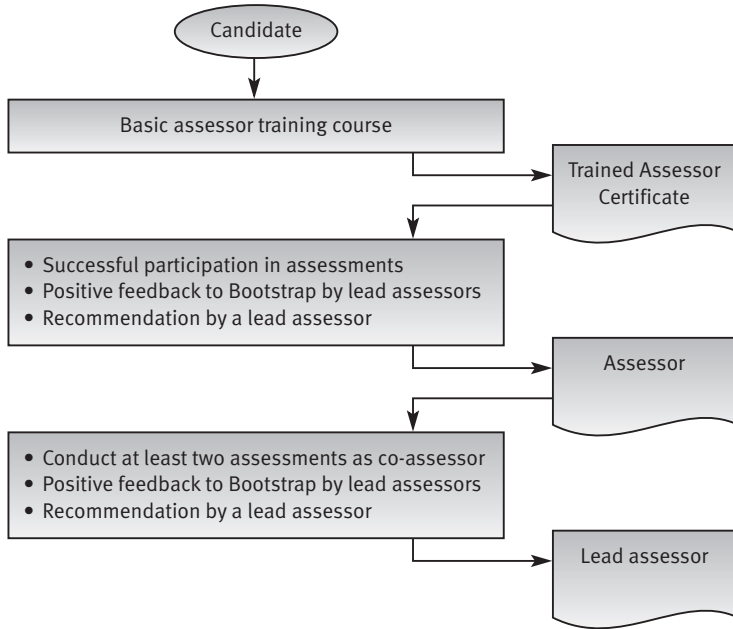 Candidate
Basic assessor training course
Trained Assessor
Certificate
• Successful participation in assessments
• Positive feedback to Bootstrap by lead assessors
• Recommendation by a lead assessor
Assessor
• Conduct at least two assessments as co-assessor
• Positive feedback to Bootstrap by lead assessors
• Recommendation by a lead assessor
Lead assessor